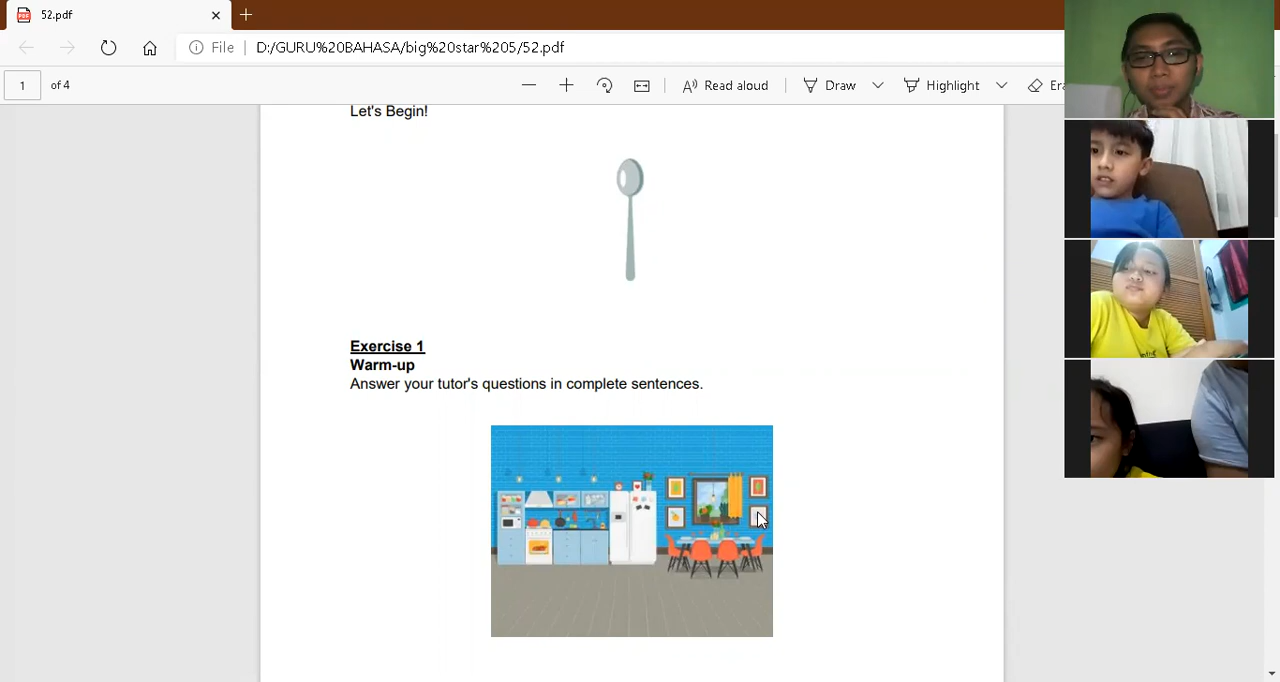 52.pdf
File
D:/GURU%20BAHASA/big%20star%205/52.pdf
1 of 4
Read aloud
Draw
Highlight
Era
Let's Begin!
Exercise 1
Warm-up
Answer your tutor's questions in complete sentences.